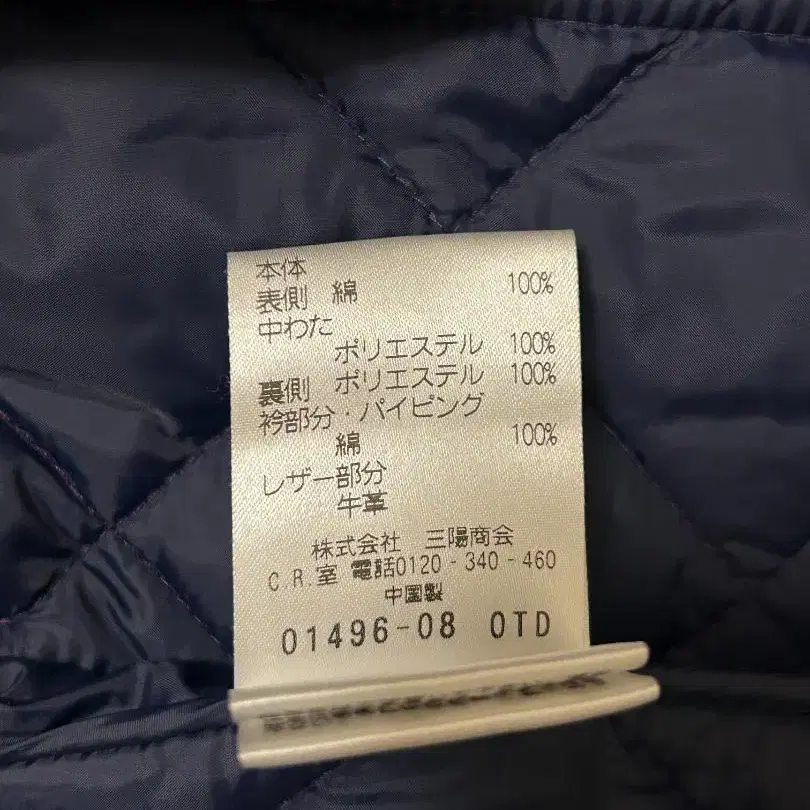 本体
表側 綿 100%
中わた
ポリエステル 100%
裏側 ポリエステル 100%
衿部分・パイピング
綿 100%
レザー部分
牛革
株式会社 三陽商会
C.R.室 電話0120-340-460
中国製
01496-08 OTD